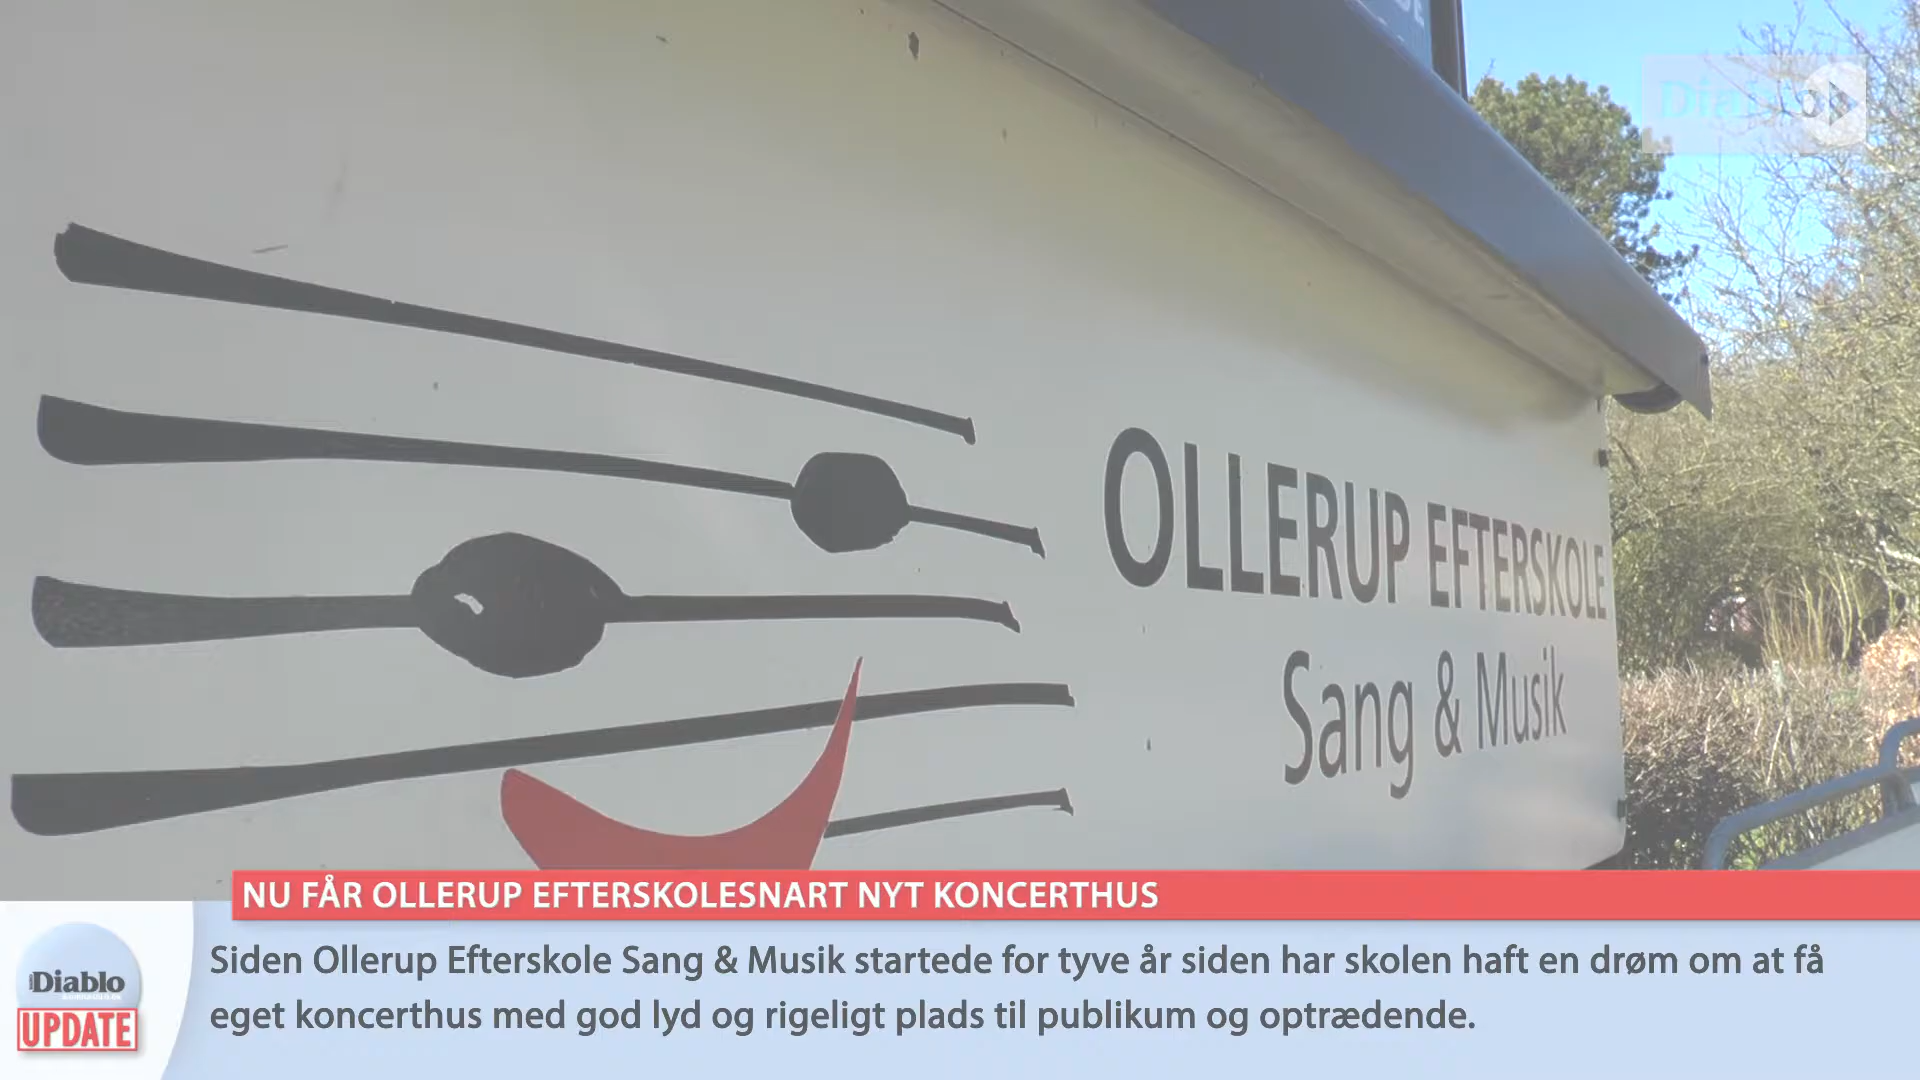 Diablo
OLLERUP EFTERSKOLE
Sang & Musik
NU FÅR OLLERUP EFTERSKOLESNART NYT KONCERTHUS
Siden Ollerup Efterskole Sang & Musik startede for tyve år siden har skolen haft en drøm om at få
eget koncerthus med god lyd og rigeligt plads til publikum og optrædende.
Diablo
UPDATE